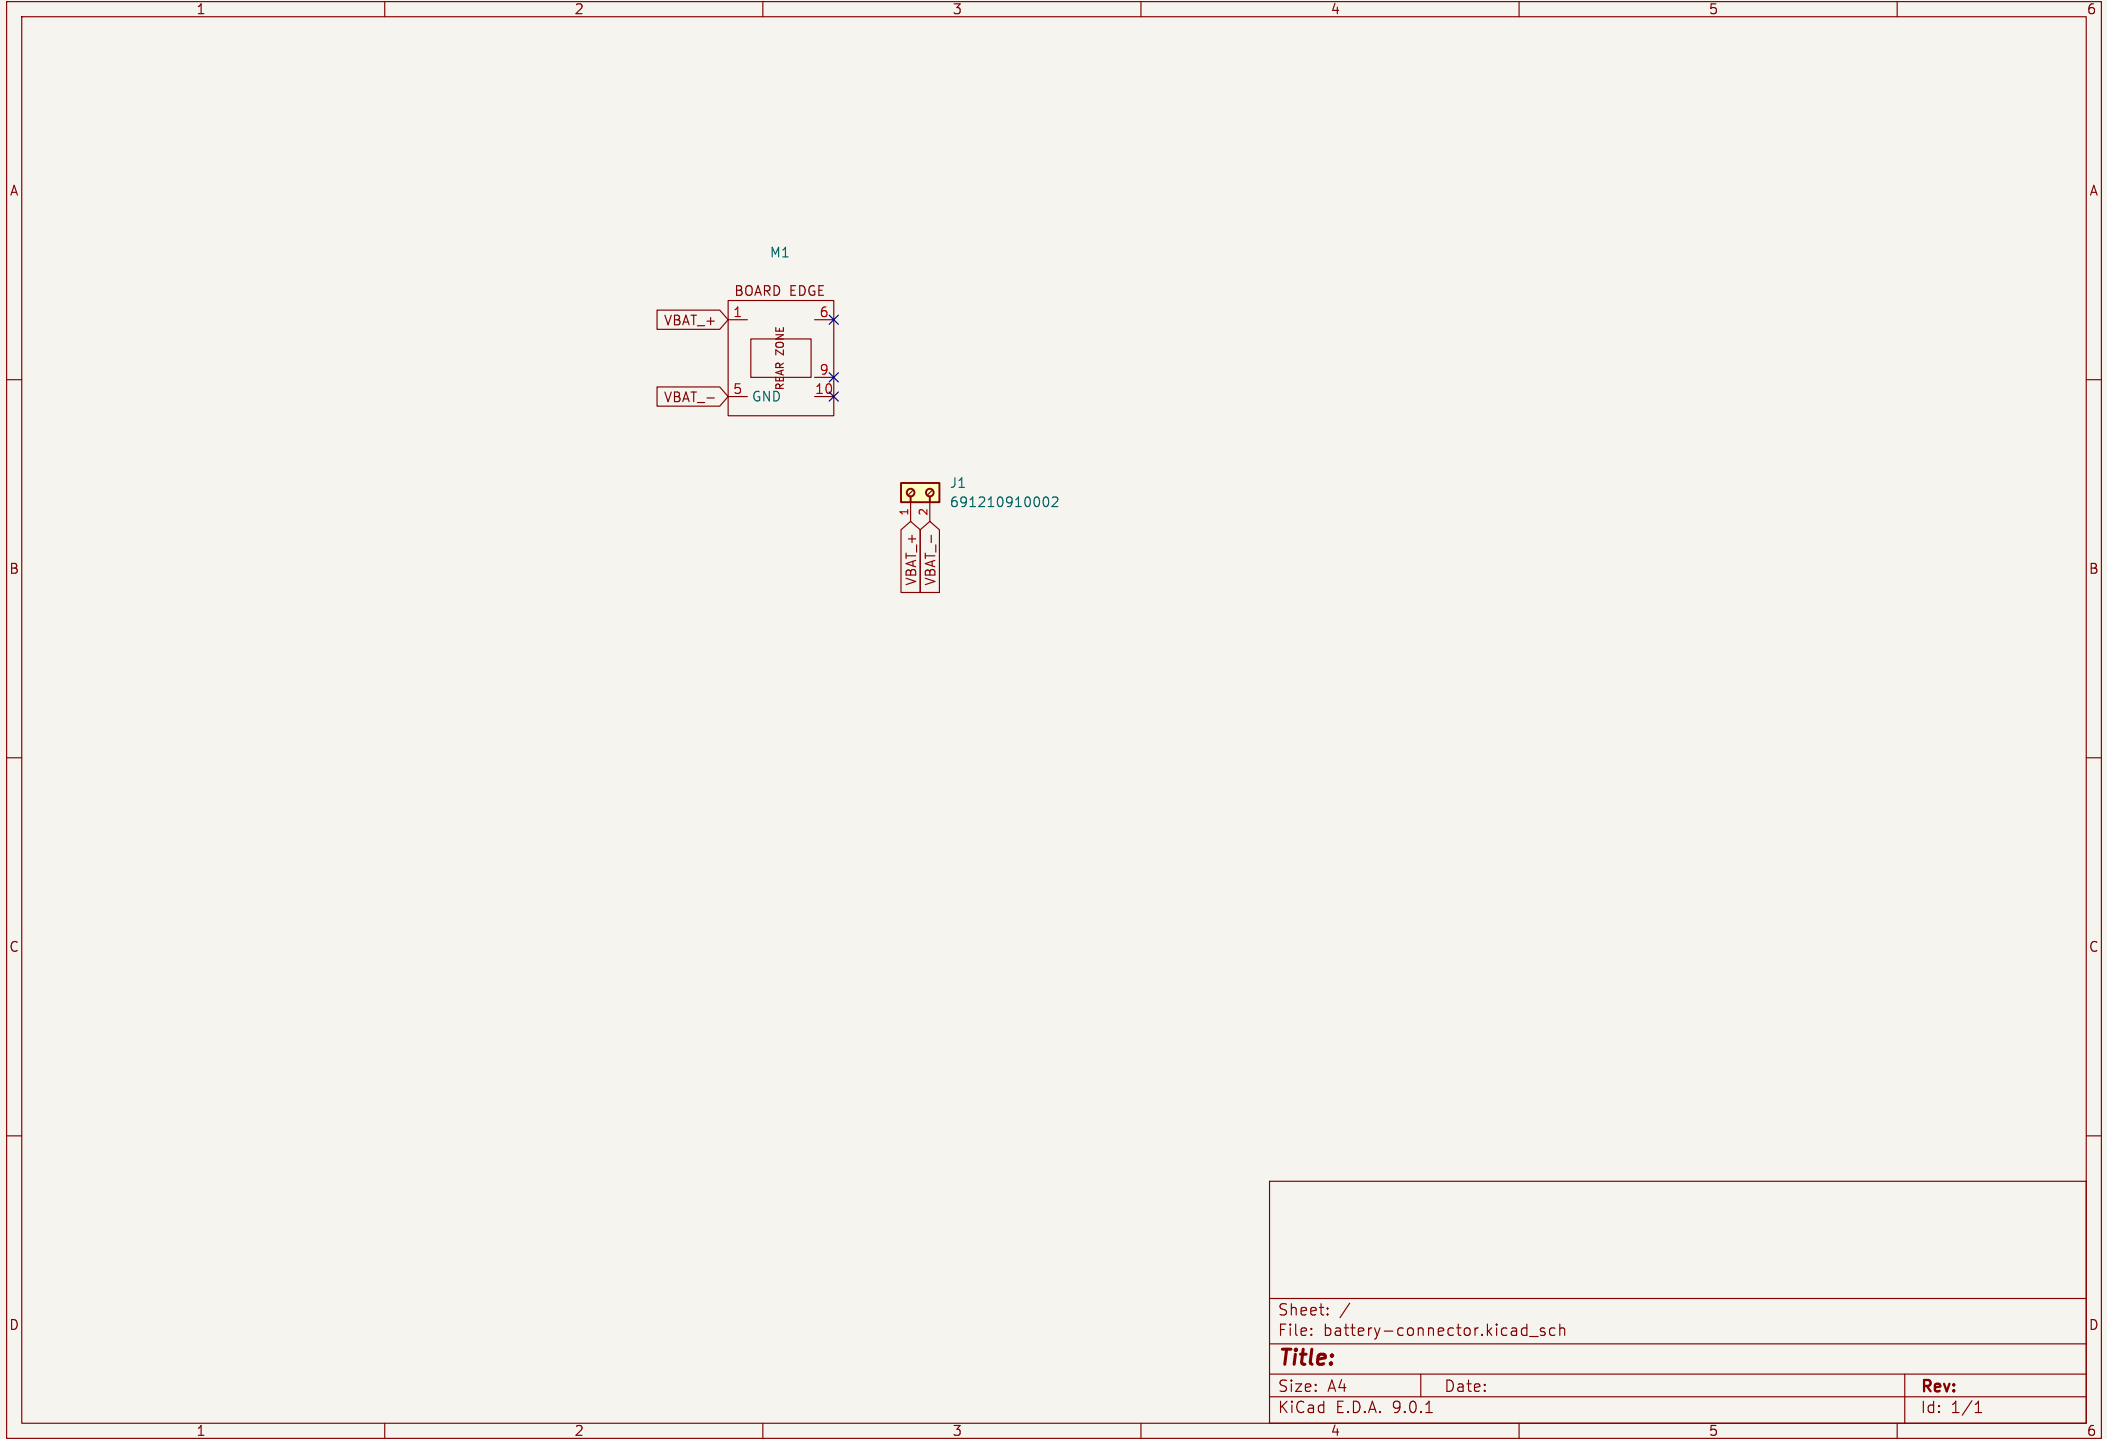 1 2 3 4 5 6
A A
M1
BOARD EDGE
VBAT_+ 1 6
REAR ZONE
9
VBAT_- 5 GND 10
J1
691210910002
1 2
VBAT_+ VBAT_-
B B
C C
D D
Sheet: /
File: battery-connector.kicad_sch
Title:
Size: A4 Date: Rev:
KiCad E.D.A. 9.0.1 Id: 1/1
1 2 3 4 5 6